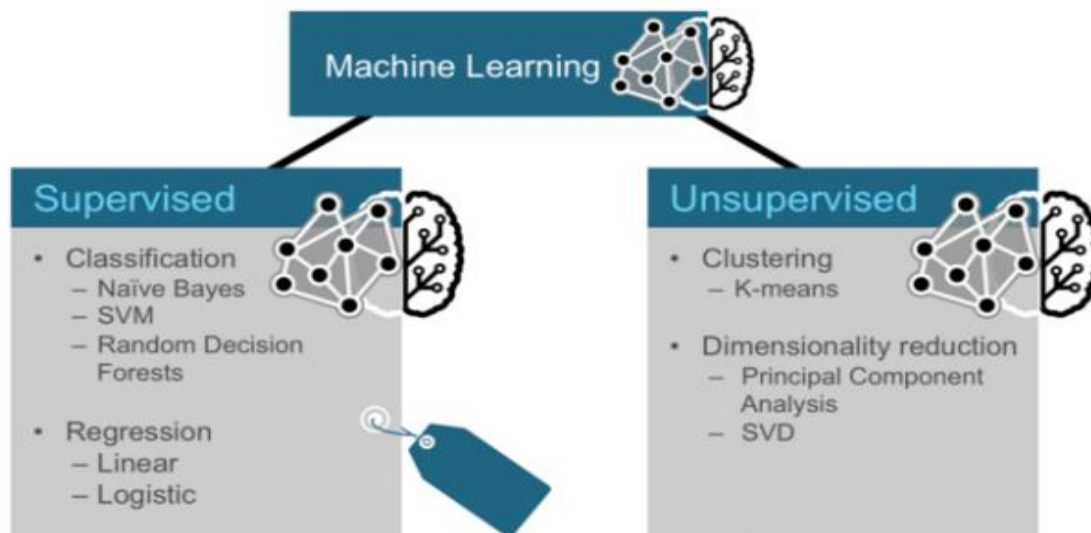 Machine Learning
Supervised
• Classification
– Naïve Bayes
– SVM
– Random Decision
Forests
• Regression
– Linear
– Logistic
Unsupervised
• Clustering
– K-means
• Dimensionality reduction
– Principal Component
Analysis
– SVD